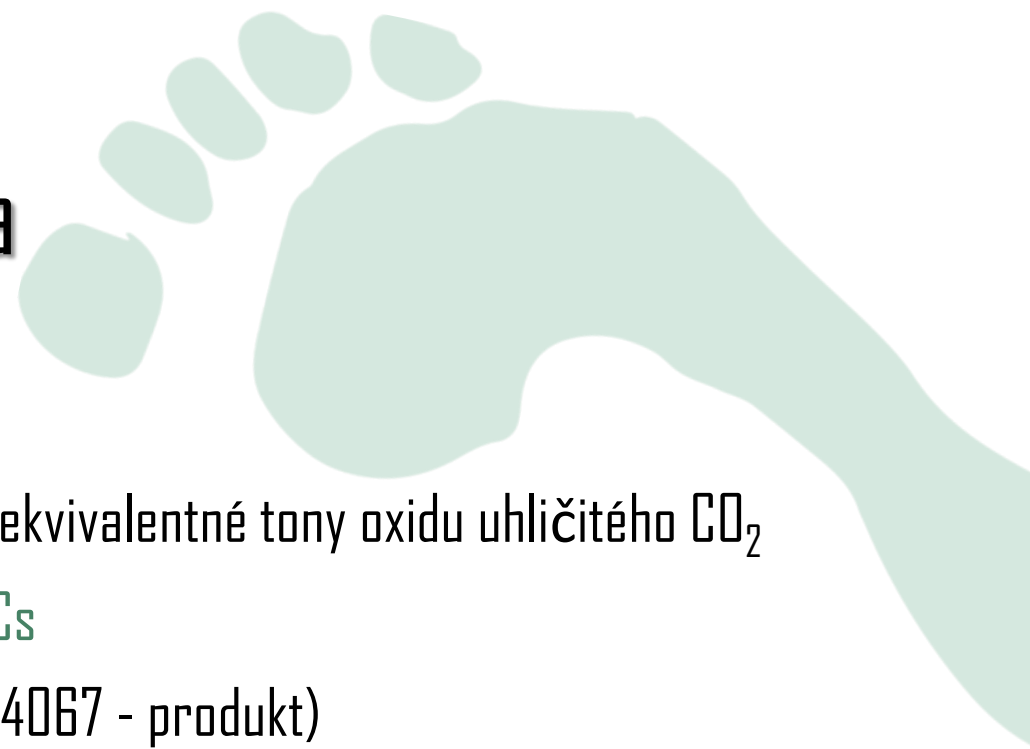 a
ekvivalentné tony oxidu uhličitého CO₂
Cs
4067 - produkt)